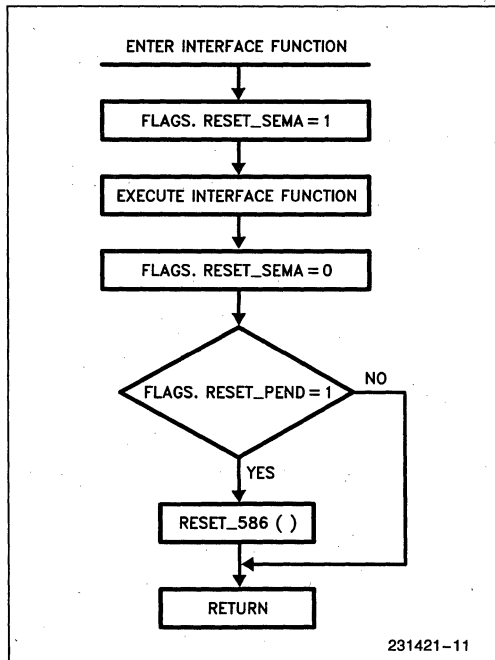 ENTER INTERFACE FUNCTION
FLAGS. RESET_SEMA = 1
EXECUTE INTERFACE FUNCTION
FLAGS. RESET_SEMA = 0
FLAGS. RESET_PEND = 1
NO
YES
RESET_586 ( )
RETURN
231421-11